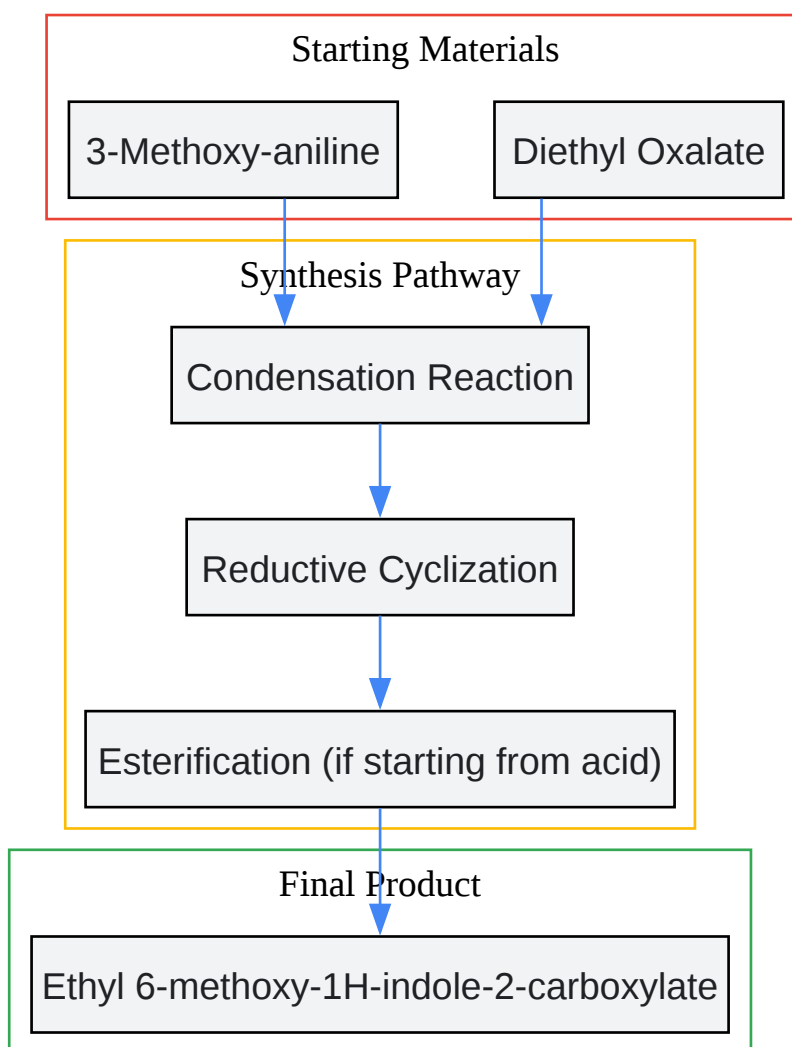 Starting Materials
3-Methoxy-aniline
Diethyl Oxalate
Synthesis Pathway
Condensation Reaction
Reductive Cyclization
Esterification (if starting from acid)
Final Product
Ethyl 6-methoxy-1H-indole-2-carboxylate